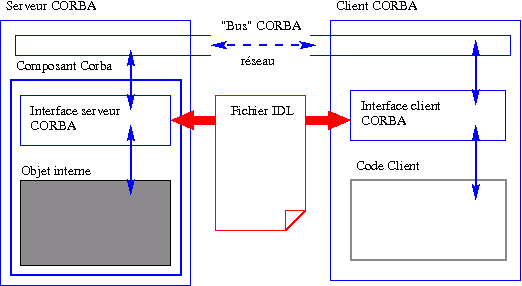 Serveur CORBA
Client CORBA
"Bus" CORBA
réseau
Composant Corba
Interface serveur
CORBA
Fichier IDL
Interface client
CORBA
Objet interne
Code Client